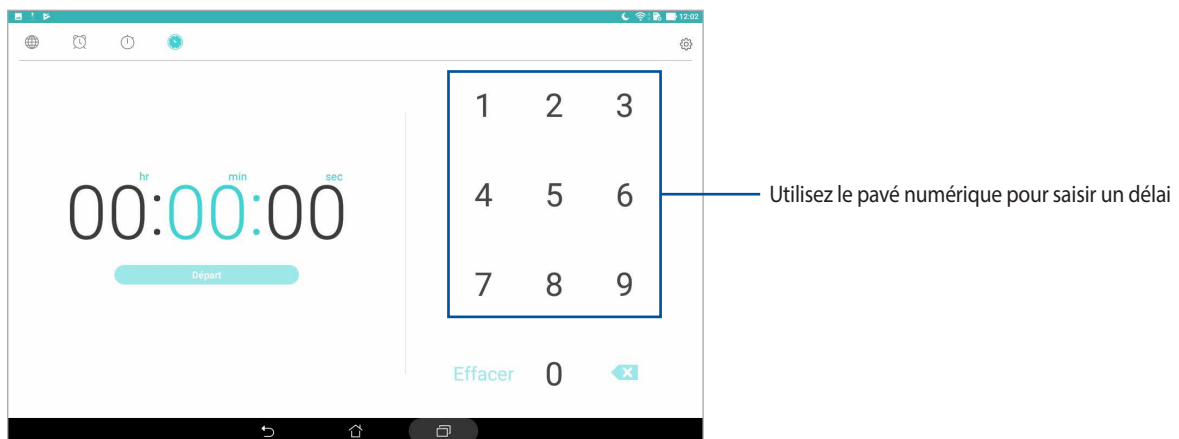 12:02
hr min sec
00:00:00
Départ
1 2 3
4 5 6
7 8 9
Effacer 0
Utilisez le pavé numérique pour saisir un délai